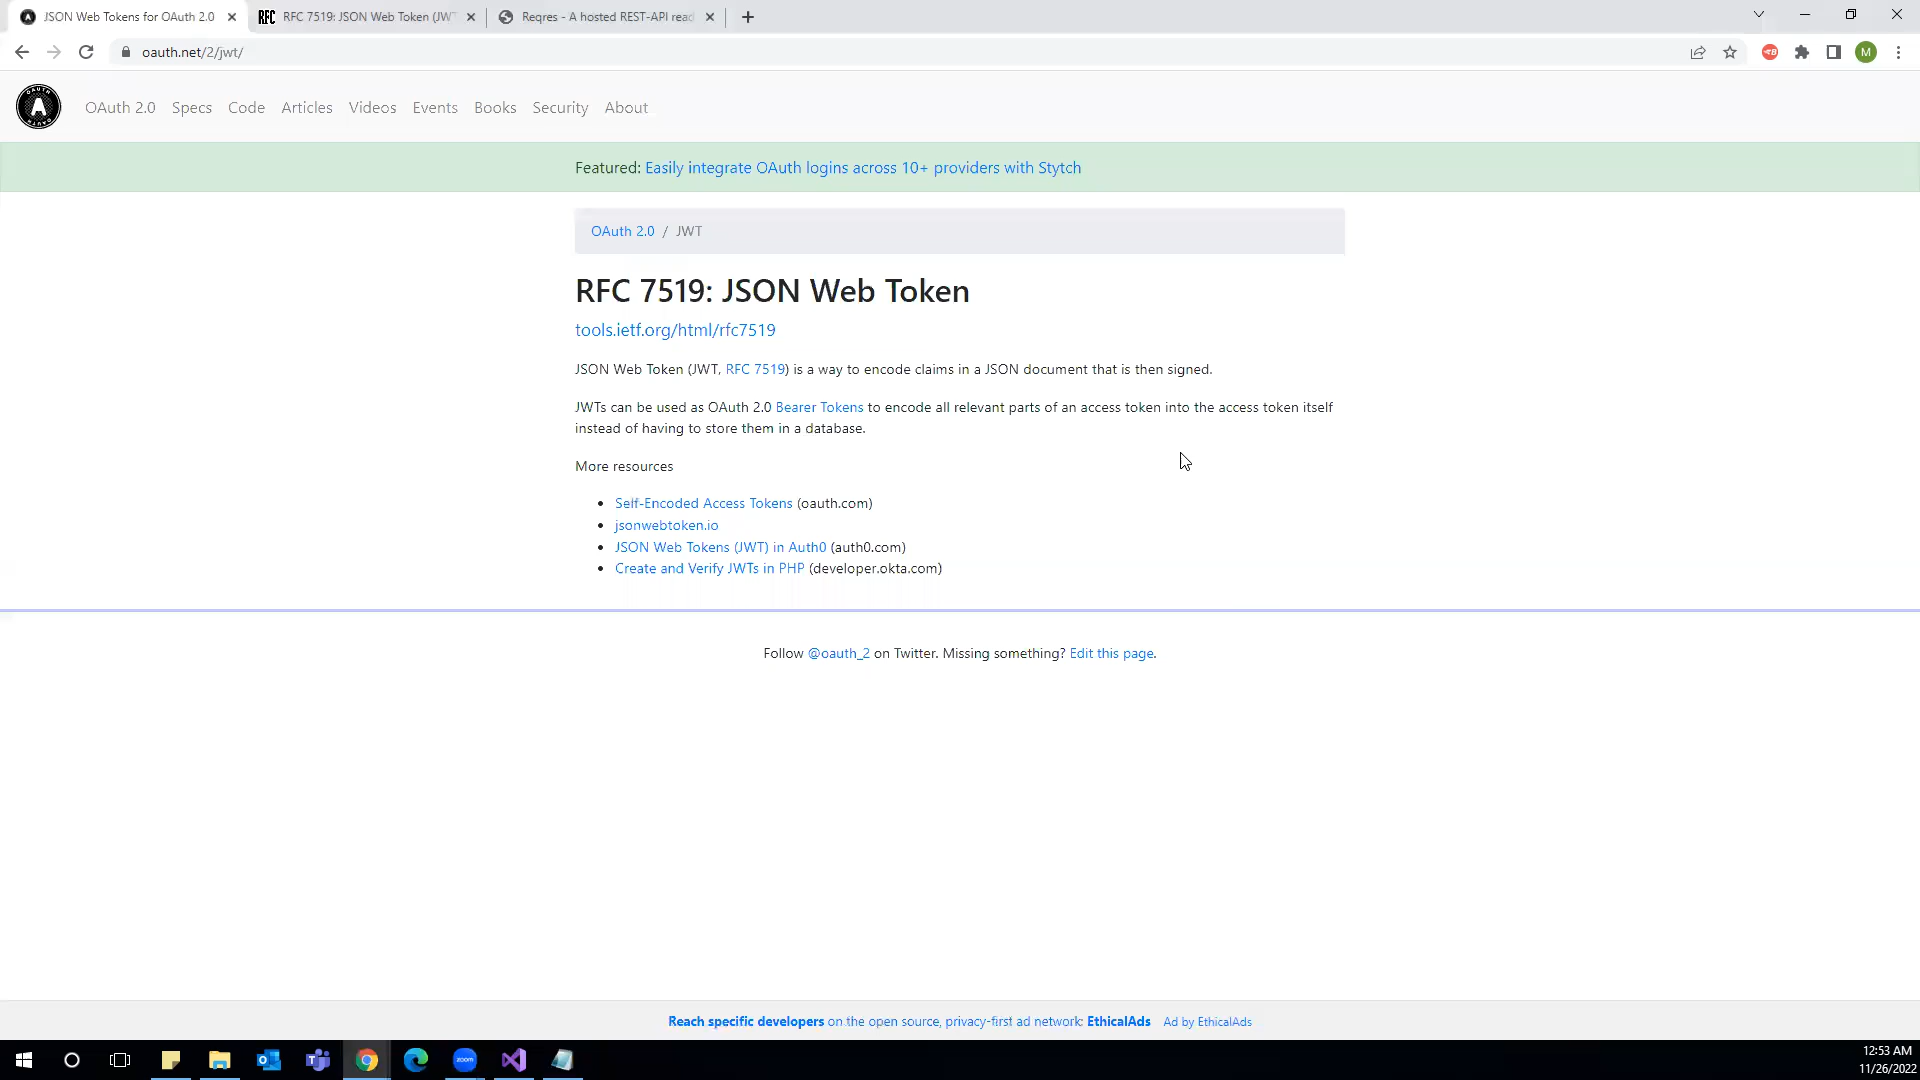 JSON Web Tokens for OAuth 2.0
RFC 7519: JSON Web Token (JWT
Reqres - A hosted REST-API read
oauth.net/2/jwt/
M
OAuth 2.0 Specs Code Articles Videos Events Books Security About
Featured: Easily integrate OAuth logins across 10+ providers with Stytch
OAuth 2.0 / JWT
RFC 7519: JSON Web Token
tools.ietf.org/html/rfc7519
JSON Web Token (JWT, RFC 7519) is a way to encode claims in a JSON document that is then signed.
JWTs can be used as OAuth 2.0 Bearer Tokens to encode all relevant parts of an access token into the access token itself
instead of having to store them in a database.
More resources
Self-Encoded Access Tokens (oauth.com)
jsonwebtoken.io
JSON Web Tokens (JWT) in Auth0 (auth0.com)
Create and Verify JWTs in PHP (developer.okta.com)
Follow @oauth_2 on Twitter. Missing something? Edit this page.
Reach specific developers on the open source, privacy-first ad network: EthicalAds Ad by EthicalAds
zoom
12:53 AM
11/26/2022